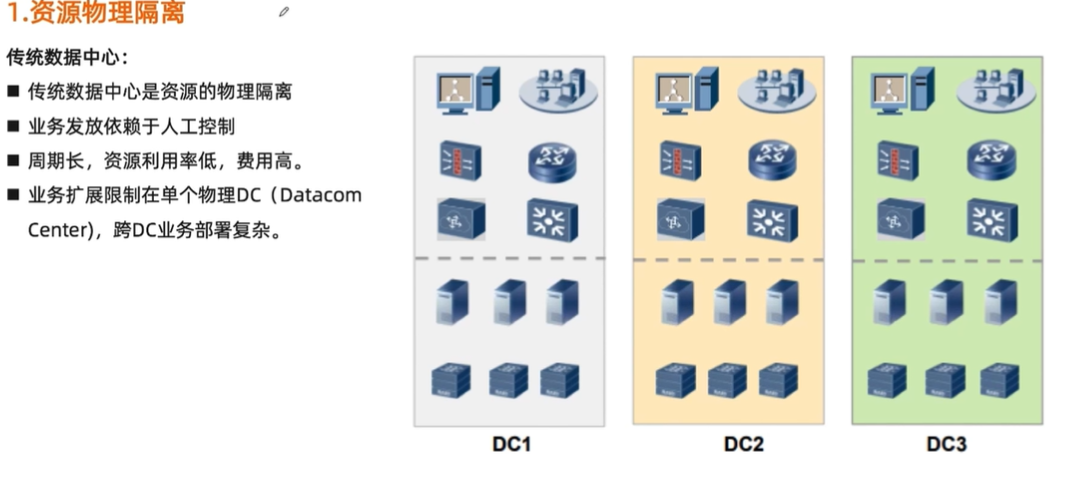 1.资源物理隔离
传统数据中心：
■ 传统数据中心是资源的物理隔离
■ 业务发放依赖于人工控制
■ 周期长，资源利用率低，费用高。
■ 业务扩展限制在单个物理DC（Datacom
Center)，跨DC业务部署复杂。
DC1
DC2
DC3